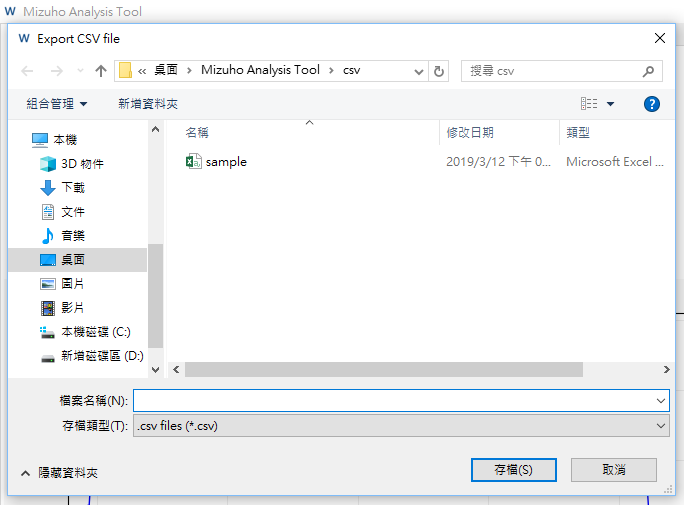 W Mizuho Analysis Tool
W Export CSV file
« 桌面 › Mizuho Analysis Tool › csv
搜尋 csv
組合管理
新增資料夾
?
名稱
修改日期
類型
本機
3D 物件
下載
文件
音樂
桌面
圖片
影片
本機磁碟 (C:)
新增磁碟區 (D:)
sample
2019/3/12 下午 0...
Microsoft Excel ...
檔案名稱(N):
存檔類型(T):
.csv files (*.csv)
隱藏資料夾
存檔(S)
取消